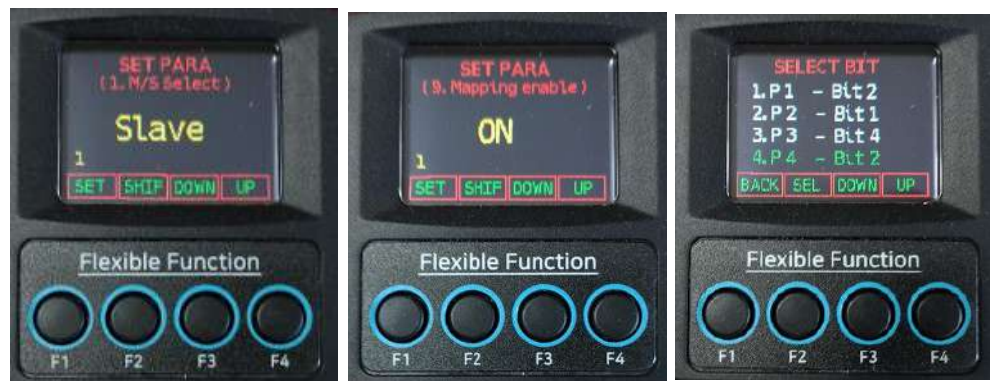 SET PARA
(1.M/S Select)
Slave
1
SET SHIF DOWN UP
Flexible Function
F1 F2 F3 F4
SET PARA
(9.Mapping enable)
ON
1
SET SHIF DOWN UP
Flexible Function
F1 F2 F3 F4
SELECT BIT
1.P1 - Bit2
2.P2 - Bit1
3.P3 - Bit4
4.P4 - Bit2
BACK SEL DOWN UP
Flexible Function
F1 F2 F3 F4